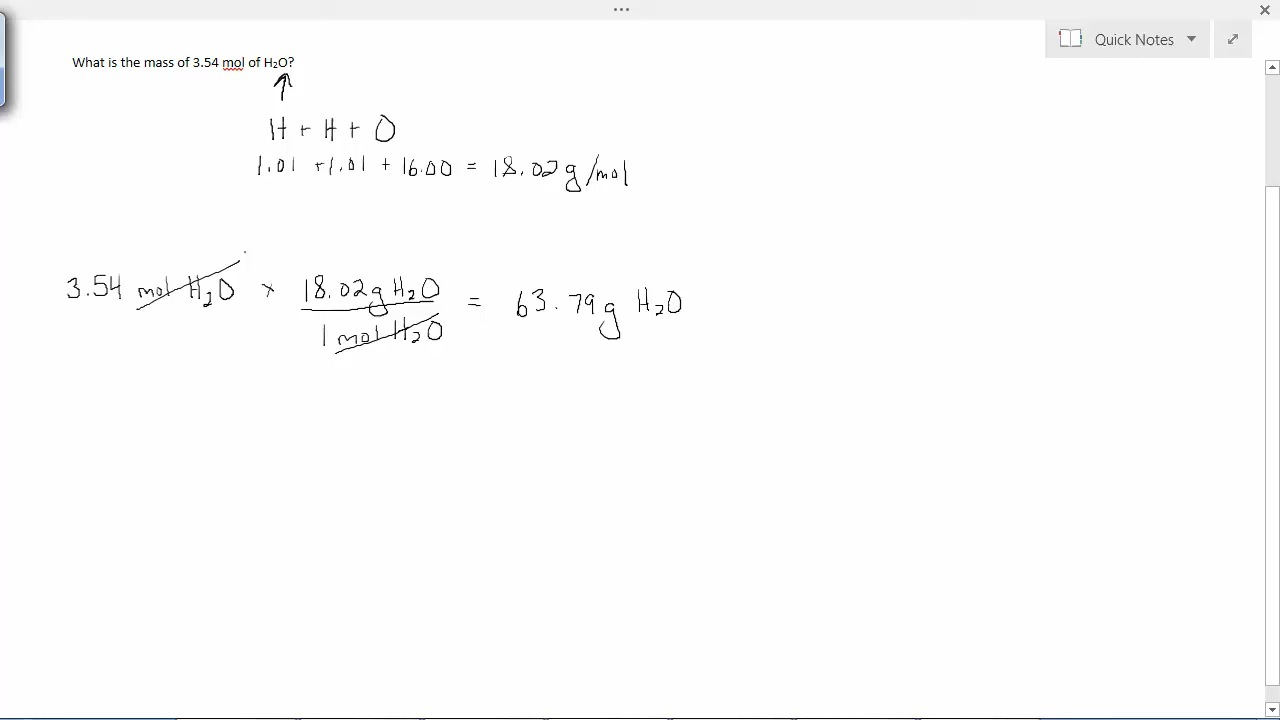 Quick Notes
What is the mass of 3.54 mol of H₂O?
H + H + O
1.01 + 1.01 + 16.00 = 18.02 g/mol
3.54 mol H₂O × 18.02 g H₂O = 63.79 g H₂O
1 mol H₂O